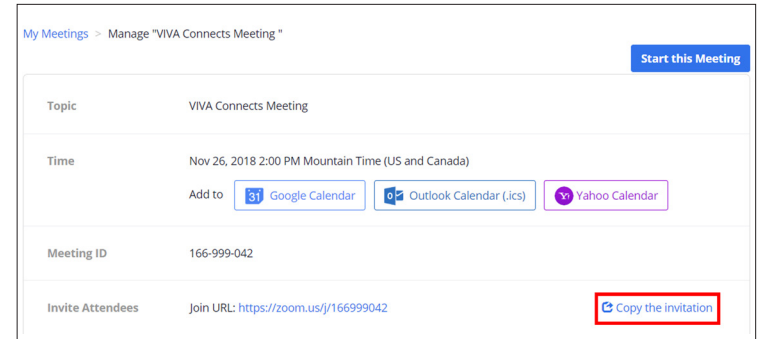 My Meetings > Manage "VIVA Connects Meeting "
Start this Meeting
Topic VIVA Connects Meeting
Time Nov 26, 2018 2:00 PM Mountain Time (US and Canada)
Add to 31 Google Calendar Outlook Calendar (.ics) Yahoo Calendar
Meeting ID 166-999-042
Invite Attendees Join URL: https://zoom.us/j/166999042 Copy the invitation